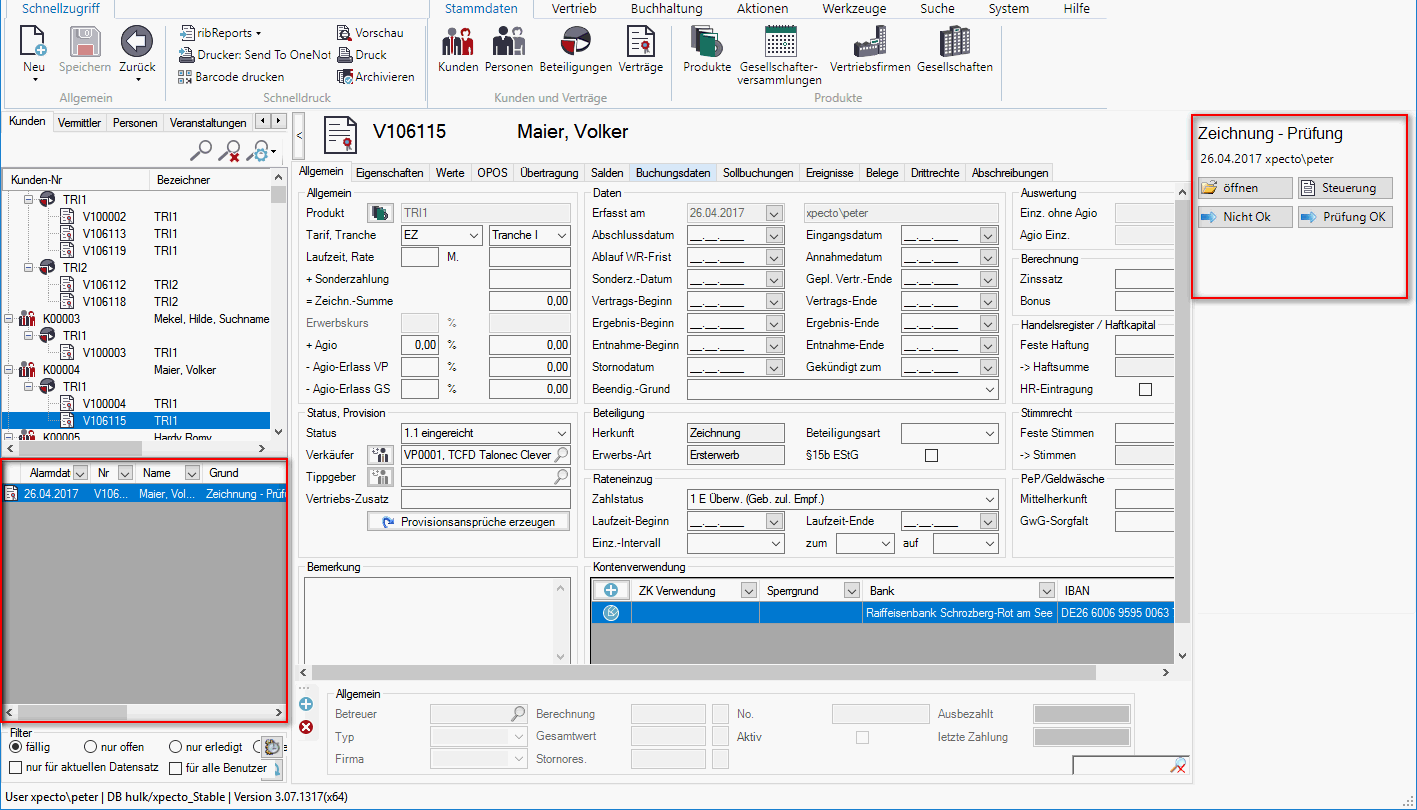 Schnellzugriff
Stammdaten Vertrieb Buchhaltung Aktionen Werkzeuge Suche System Hilfe
Neu
Speichern
Zurück
ribReports
Drucker: Send To OneNot
Barcode drucken
Vorschau
Druck
Archivieren
Kunden Personen Beteiligungen Verträge
Produkte
Gesellschafter-
versammlungen
Vertriebsfirmen Gesellschaften
Allgemein Schnelldruck Kunden und Verträge Produkte
Kunden Vermittler Personen Veranstaltungen
Kunden-Nr Bezeichner
TRI1
V100002 TRI1
V106113 TRI1
V106119 TRI1
TRI2
V106112 TRI2
V106118 TRI2
K00003 Mekel, Hilde, Suchname
TRI1
V100003 TRI1
K00004 Maier, Volker
TRI1
V100004 TRI1
V106115 TRI1
K00005 Hardy Romy
Alarmdat Nr Name Grund
26.04.2017 V106... Maier, Vol... Zeichnung - Prüf
Filter
fällig nur offen nur erledigt
nur für aktuellen Datensatz für alle Benutzer
<
V106115 Maier, Volker
Allgemein Eigenschaften Werte OPOS Übertragung Salden Buchungsdaten Sollbuchungen Ereignisse Belege Drittrechte Abschreibungen
Allgemein
Produkt TRI1
Tarif, Tranche EZ Tranche I
Laufzeit, Rate M.
+ Sonderzahlung
= Zeichn.-Summe 0,00
Erwerbskurs %
+ Agio 0,00 % 0,00
- Agio-Erlass VP % 0,00
- Agio-Erlass GS % 0,00
Status, Provision
Status 1.1 eingereicht
Verkäufer VP0001, TCFD Talonec Clever
Tippgeber
Vertriebs-Zusatz
Provisionsansprüche erzeugen
Bemerkung
Daten
Erfasst am 26.04.2017 xpecto\peter
Abschlussdatum __.__.____ Eingangsdatum __.__.____
Ablauf WR-Frist __.__.____ Annahmedatum __.__.____
Sonderz.-Datum __.__.____ Gepl. Vertr.-Ende __.__.____
Vertrags-Beginn __.__.____ Vertrags-Ende __.__.____
Ergebnis-Beginn __.__.____ Ergebnis-Ende __.__.____
Entnahme-Beginn __.__.____ Entnahme-Ende __.__.____
Stornodatum __.__.____ Gekündigt zum __.__.____
Beendig.-Grund
Beteiligung
Herkunft Zeichnung Beteiligungsart
Erwerbs-Art Ersterwerb §15b EStG
Rateneinzug
Zahlstatus 1 E Überw. (Geb. zul. Empf.)
Laufzeit-Beginn __.__.____ Laufzeit-Ende __.__.____
Einz.-Intervall zum auf
Kontenverwendung
ZK Verwendung Sperrgrund Bank IBAN
Raiffeisenbank Schrozberg-Rot am See DE26 6006 9595 0063
Auswertung
Einz. ohne Agio
Agio Einz.
Berechnung
Zinssatz
Bonus
Handelsregister / Haftkapital
Feste Haftung
-> Haftsumme
HR-Eintragung
Stimmrecht
Feste Stimmen
-> Stimmen
PeP/Geldwäsche
Mittelherkunft
GwG-Sorgfalt
Allgemein
Betreuer Berechnung No. Ausbezahlt
Typ Gesamtwert Aktiv letzte Zahlung
Firma Stornores.
Zeichnung - Prüfung
26.04.2017 xpecto\peter
öffnen Steuerung
Nicht Ok Prüfung OK
User xpecto\peter | DB hulk/xpecto_Stable | Version 3.07.1317(x64)